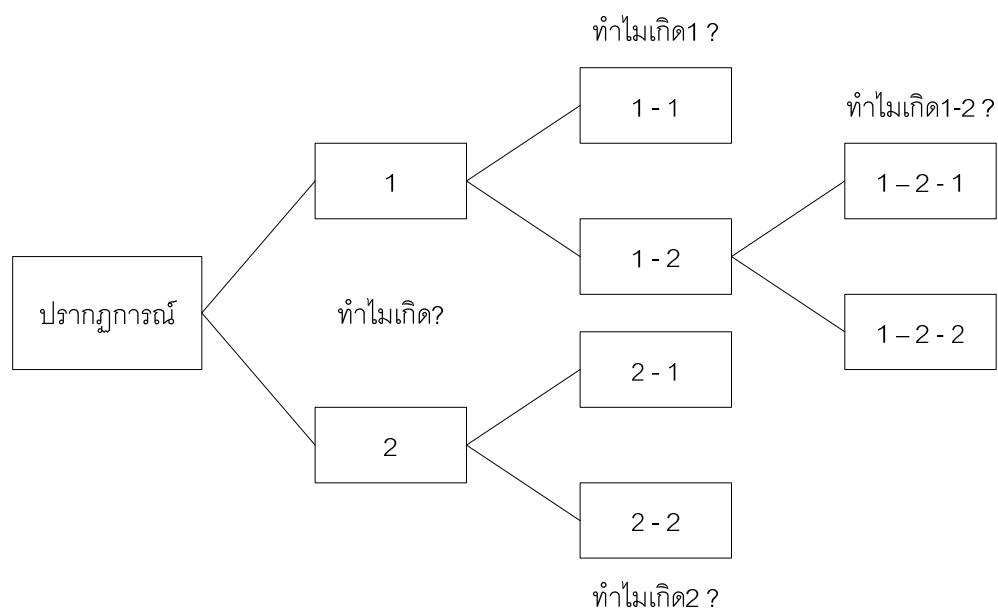 ทำไมเกิด1 ?
1 - 1
ทำไมเกิด1-2 ?
1
1 – 2 - 1
1 - 2
ปรากฏการณ์
ทำไมเกิด?
1 – 2 - 2
2 - 1
2
2 - 2
ทำไมเกิด2 ?